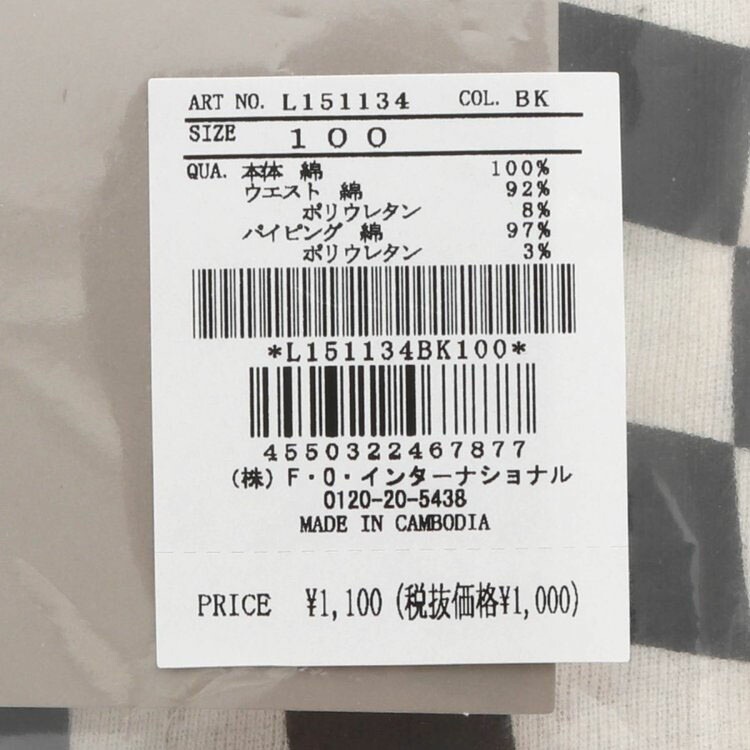 ART NO. L151134 COL. BK
SIZE 100
QUA. 本体 綿 100%
ウエスト 綿 92%
ポリウレタン 8%
パイピング 綿 97%
ポリウレタン 3%
*L151134BK100*
4550322467877
(株) F・O・インターナショナル
0120-20-5438
MADE IN CAMBODIA
PRICE ¥1,100 (税抜価格¥1,000)